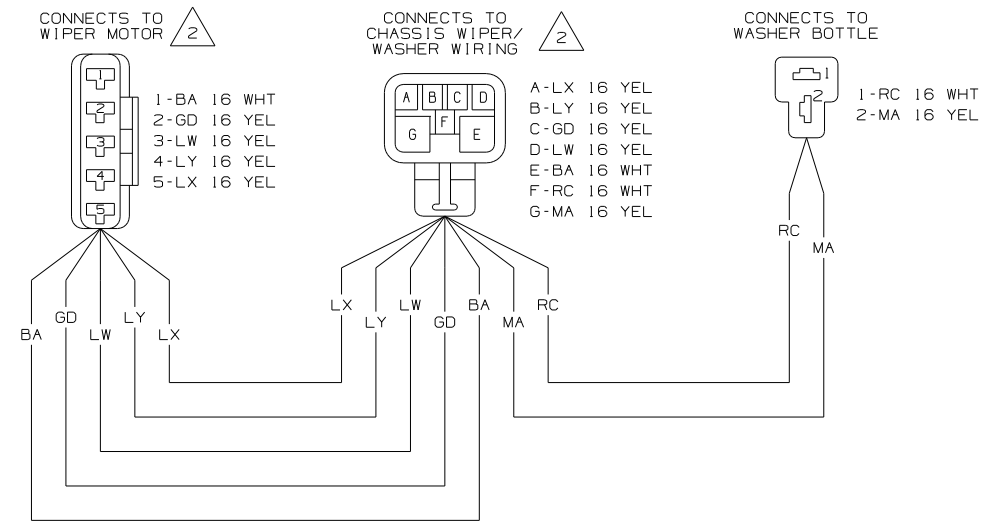 CONNECTS TO
WIPER MOTOR
2
CONNECTS TO
CHASSIS WIPER/
WASHER WIRING
2
CONNECTS TO
WASHER BOTTLE
1
2
3
4
5
1-BA 16 WHT
2-GD 16 YEL
3-LW 16 YEL
4-LY 16 YEL
5-LX 16 YEL
A B C D
F
G E
A-LX 16 YEL
B-LY 16 YEL
C-GD 16 YEL
D-LW 16 YEL
E-BA 16 WHT
F-RC 16 WHT
G-MA 16 YEL
1
2
1-RC 16 WHT
2-MA 16 YEL
BA
GD
LW
LY
LX
LX
LY
LW
GD
BA
MA
RC
RC
MA